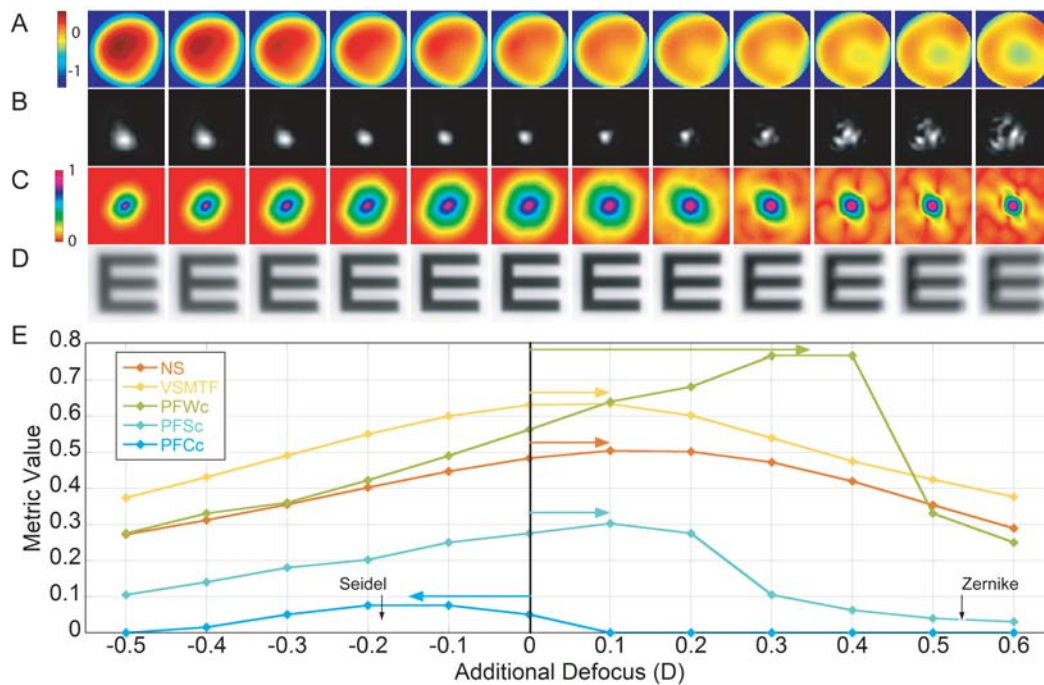 A
0
-1
B
C
1
0
D
E
0.8
0.7
0.6
0.5
0.4
0.3
0.2
0.1
0
Metric Value
NS
VSMTF
PFWc
PFSc
PFCc
Seidel
Zernike
-0.5 -0.4 -0.3 -0.2 -0.1 0 0.1 0.2 0.3 0.4 0.5 0.6
Additional Defocus (D)